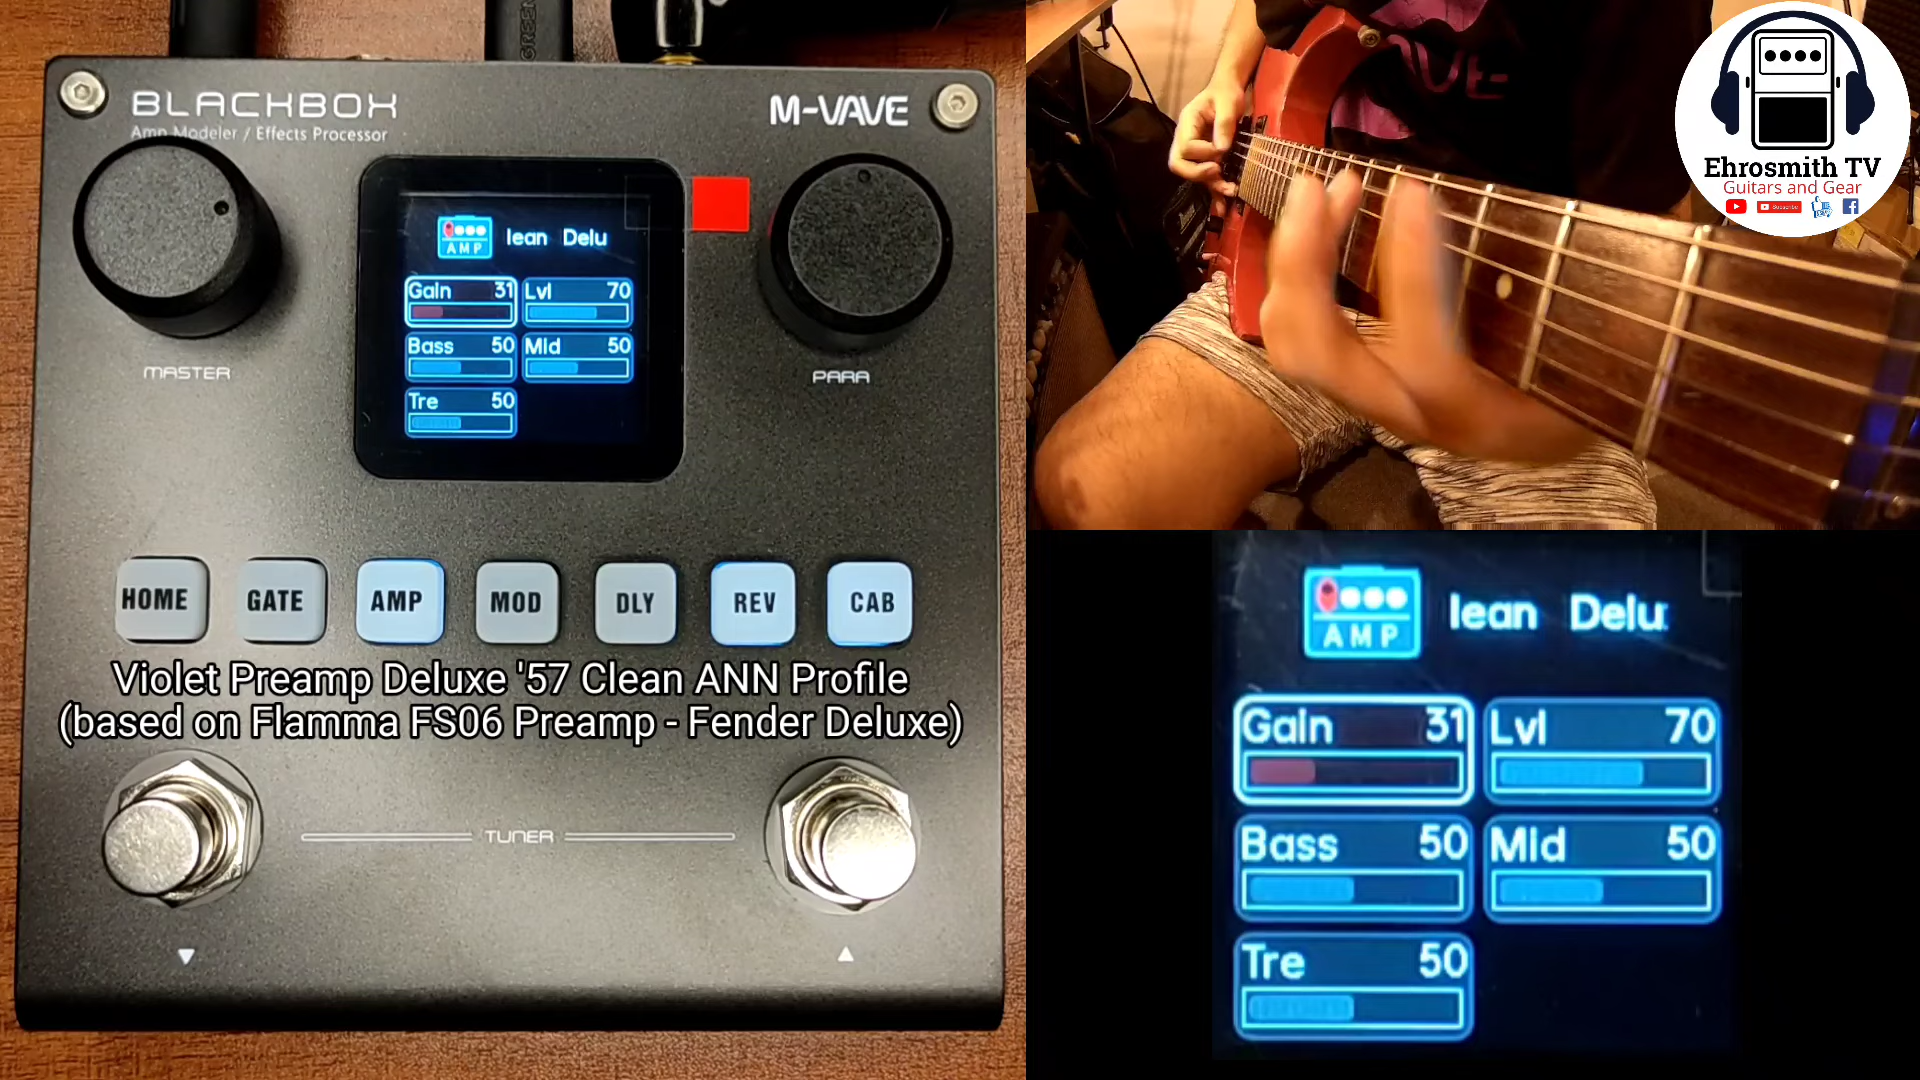 GREEN
BLACKBOX
Amp Modeler / Effects Processor
M-VAVE
AMP
lean Delu
Gain 31
Lvl 70
Bass 50
Mid 50
Tre 50
MASTER
PARA
HOME
GATE
AMP
MOD
DLY
REV
CAB
Violet Preamp Deluxe '57 Clean ANN Profile
(based on Flamma FS06 Preamp - Fender Deluxe)
TUNER
Ehrosmith TV
Guitars and Gear
Subscribe
AMP
lean Delu
Gain 31
Lvl 70
Bass 50
Mid 50
Tre 50